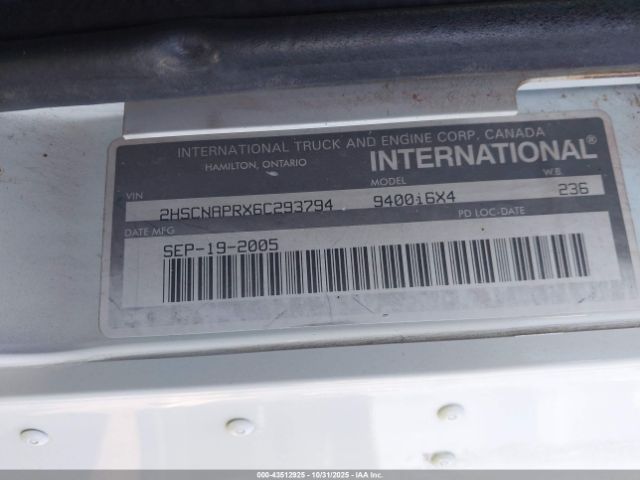 INTERNATIONAL TRUCK AND ENGINE CORP. CANADA
HAMILTON, ONTARIO
INTERNATIONAL®
VIN MODEL W.B.
2HSCNAPRX6C293794 9400i6X4 236
DATE MFG PD LOC-DATE
SEP-19-2005
000-43512925 - 10/31/2025 - IAA Inc.